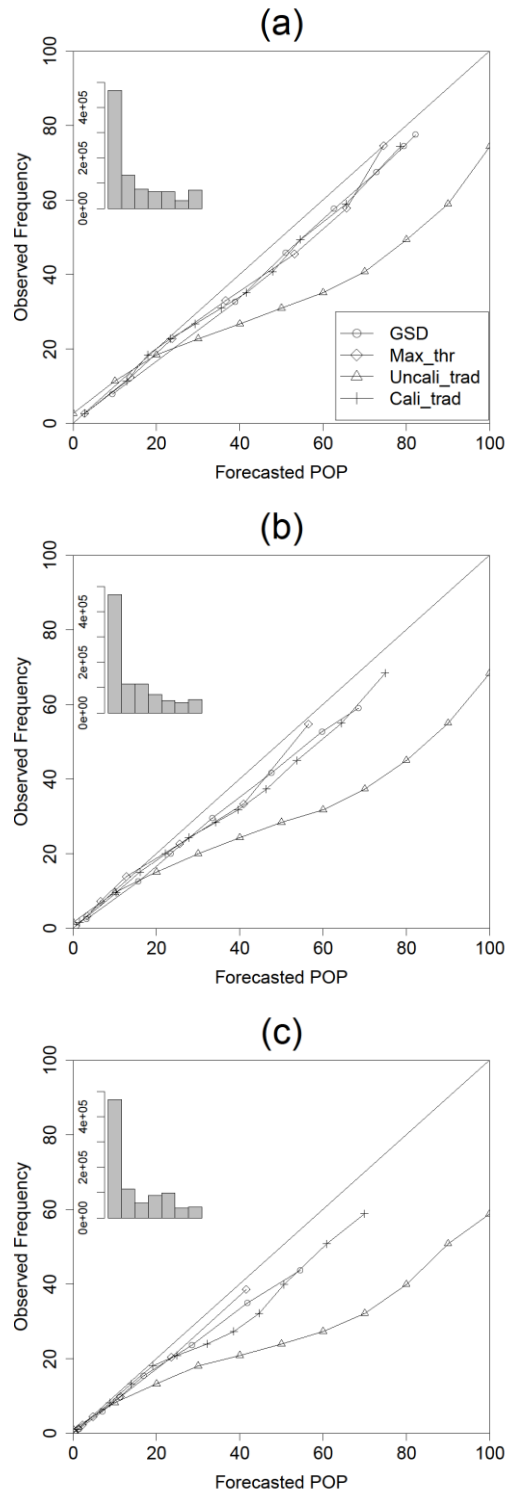 (a)
100
80
60
40
20
0
Observed Frequency
4e+05
2e+05
0e+00
GSD
Max_thr
Uncali_trad
Cali_trad
0 20 40 60 80 100
Forecasted POP
(b)
100
80
60
40
20
0
Observed Frequency
4e+05
2e+05
0e+00
0 20 40 60 80 100
Forecasted POP
(c)
100
80
60
40
20
0
Observed Frequency
4e+05
2e+05
0e+00
0 20 40 60 80 100
Forecasted POP